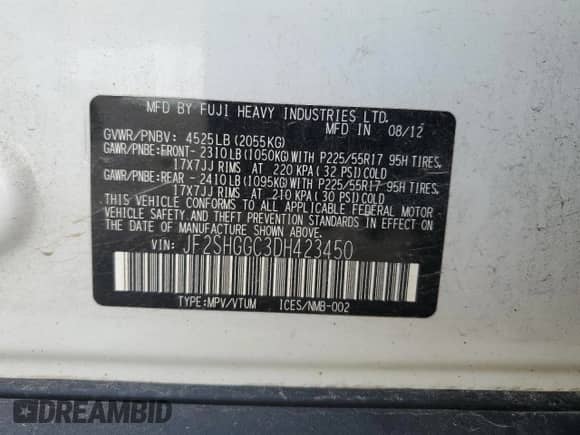 MFD BY FUJI HEAVY INDUSTRIES LTD.
IN 08/12
GVWR/PNBV: 4525LB(2055KG)
GAWR/PNBE:FRONT- 2310LB(1050KG)WITH P225/55R17 95H TIRES,
17X7JJ RIMS AT 220 KPA(32 PSI)COLD
GAWR/PNBE:REAR - 2410LB(1095KG)WITH P225/55R17 95H TIRES,
17X7JJ RIMS AT 210 KPA(30 PSI)COLD
THIS VEHICLE CONFORMS TO ALL APPLICABLE FEDERAL MOTOR
VEHICLE SAFETY AND THEFT PREVENTION STANDARDS IN EFFECT ON
THE DATE OF MANUFACTURE SHOWN ABOVE.
VIN: JF2SHGGC3DH423450
TYPE:MPV/VTUM ICES/NMB-002
DREAMBID